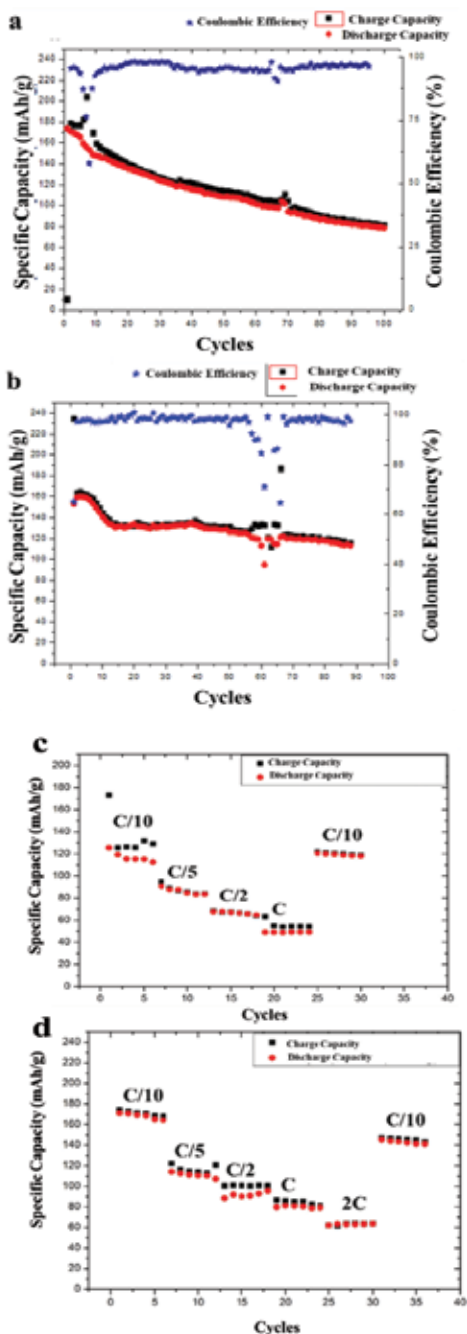 a
Coulombic Efficiency
Charge Capacity
Discharge Capacity
Specific Capacity (mAh/g)
240
220
200
180
160
140
120
100
80
60
40
20
0
100
75
50
25
0
Coulombic Efficiency (%)
0 10 20 30 40 50 60 70 80 90 100
Cycles
b
Coulombic Efficiency
Charge Capacity
Discharge Capacity
Specific Capacity (mAh/g)
240
220
200
180
160
140
120
100
80
60
40
20
0
100
80
60
40
20
0
Coulombic Efficiency (%)
0 10 20 30 40 50 60 70 80 90 100
Cycles
c
Charge Capacity
Discharge Capacity
Specific Capacity (mAh/g)
200
180
160
140
120
100
80
60
40
20
0
C/10
C/5
C/2
C
C/10
0 5 10 15 20 25 30 35 40
Cycles
d
Charge Capacity
Discharge Capacity
Specific Capacity (mAh/g)
240
220
200
180
160
140
120
100
80
60
40
20
0
C/10
C/5
C/2
C
2C
C/10
0 5 10 15 20 25 30 35 40
Cycles